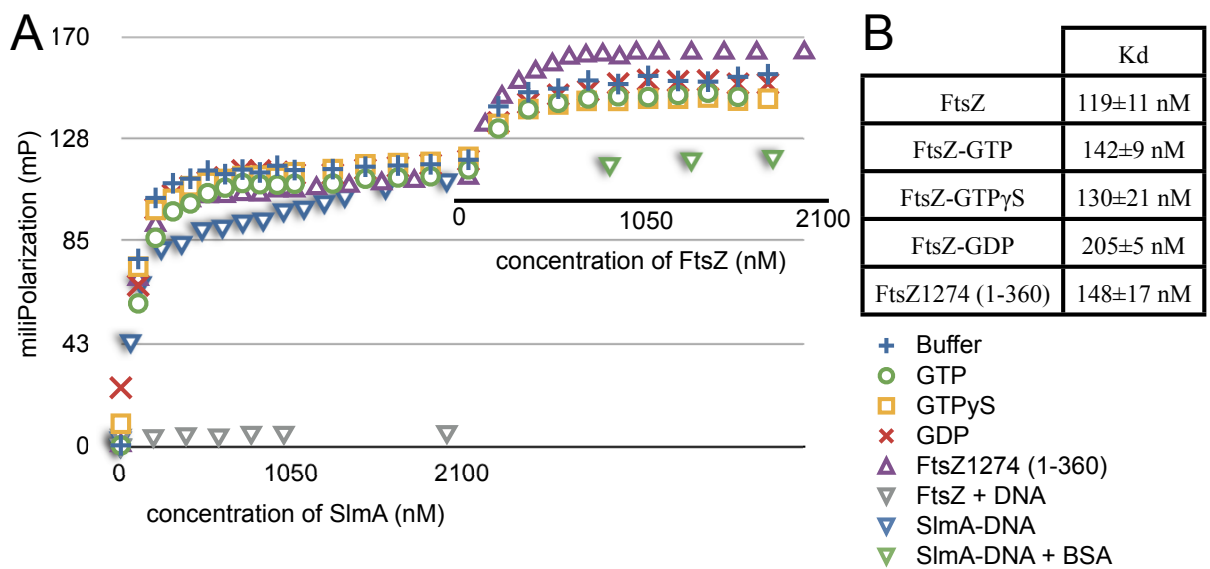 A
170
128
85
43
0
miliPolarization (mP)
0
1050
2100
concentration of SlmA (nM)
0
1050
2100
concentration of FtsZ (nM)
B
Kd
FtsZ 119±11 nM
FtsZ-GTP 142±9 nM
FtsZ-GTPγS 130±21 nM
FtsZ-GDP 205±5 nM
FtsZ1274 (1-360) 148±17 nM
Buffer
GTP
GTPyS
GDP
FtsZ1274 (1-360)
FtsZ + DNA
SlmA-DNA
SlmA-DNA + BSA